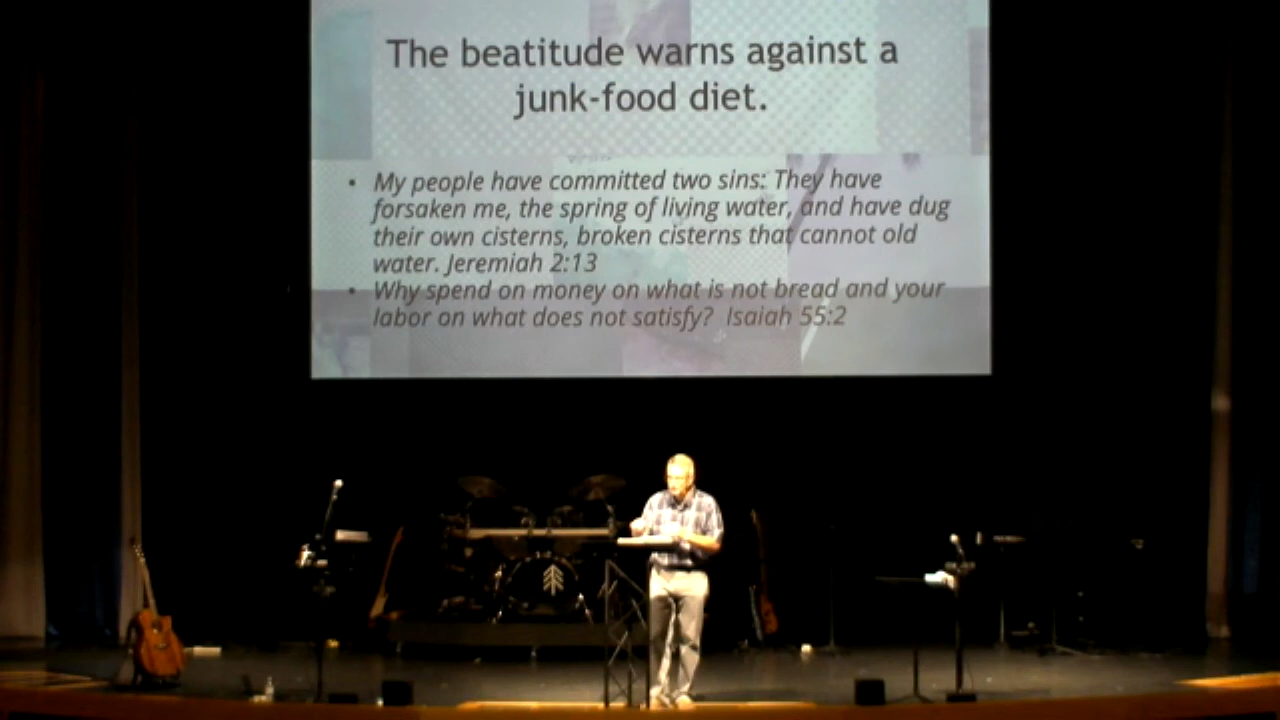 The beatitude warns against a
junk-food diet.
• My people have committed two sins: They have
forsaken me, the spring of living water, and have dug
their own cisterns, broken cisterns that cannot old
water. Jeremiah 2:13
• Why spend on money on what is not bread and your
labor on what does not satisfy?  Isaiah 55:2